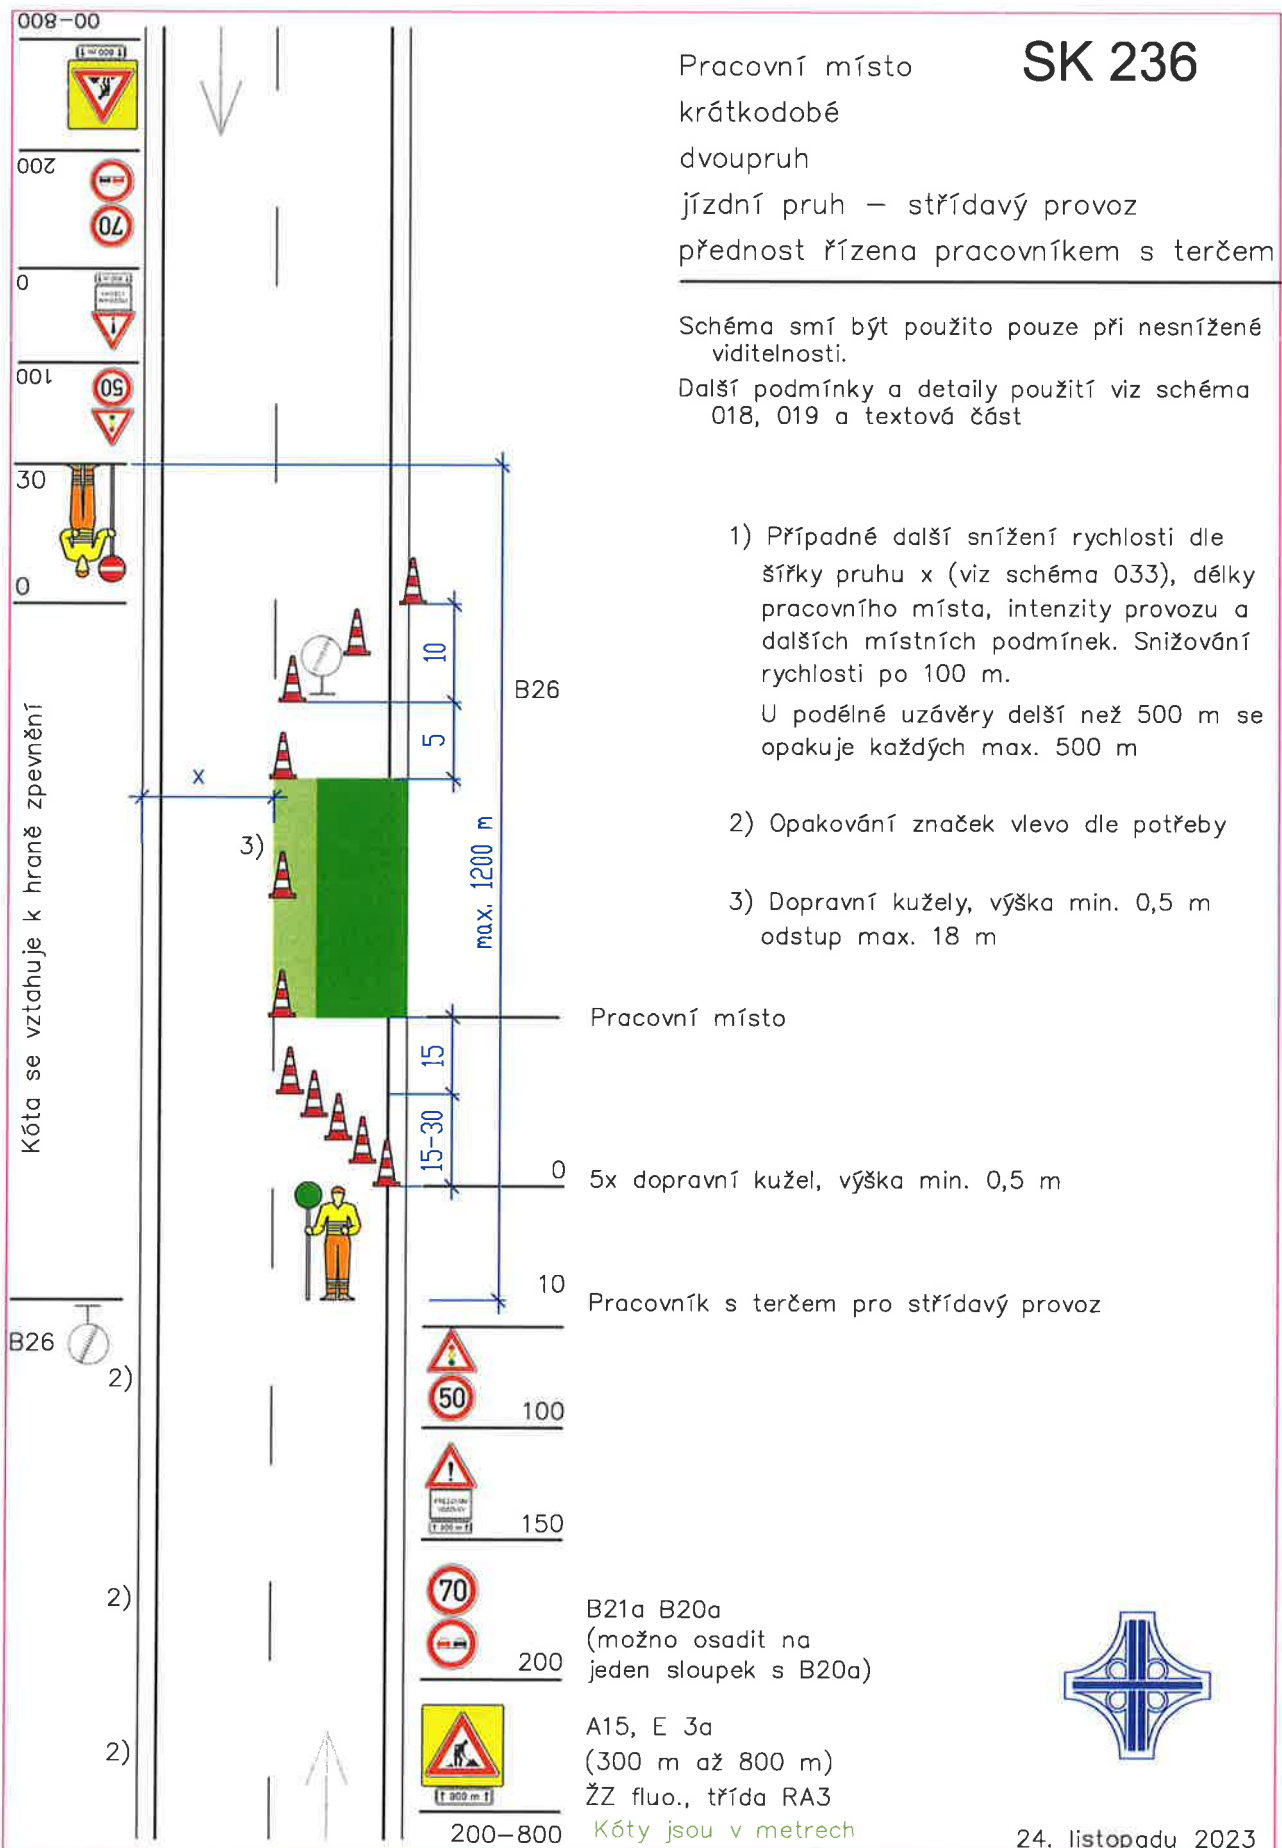 SK 236
Pracovní místo
krátkodobé
dvoupruh
jízdní pruh – střídavý provoz
přednost řízena pracovníkem s terčem
Schéma smí být použito pouze při nesnížené
viditelnosti.
Další podmínky a detaily použití viz schéma
018, 019 a textová část
1) Případné další snížení rychlosti dle
šířky pruhu x (viz schéma 033), délky
pracovního místa, intenzity provozu a
dalších místních podmínek. Snižování
rychlosti po 100 m.
U podélné uzávěry delší než 500 m se
opakuje každých max. 500 m
2) Opakování značek vlevo dle potřeby
3) Dopravní kužely, výška min. 0,5 m
odstup max. 18 m
00-800
↑ 800 m ↑
200
70
0
100
50
30
0
Kóta se vztahuje k hraně zpevnění
10
B26
5
x
3)
max. 1200 m
Pracovní místo
15
15-30
0
5x dopravní kužel, výška min. 0,5 m
10
Pracovník s terčem pro střídavý provoz
B26
2)
50
100
150
2)
70
200
B21a B20a
(možno osadit na
jeden sloupek s B20a)
2)
↑ 800 m ↑
A15, E 3a
(300 m až 800 m)
ŽZ fluo., třída RA3
200-800
Kóty jsou v metrech
24. listopadu 2023